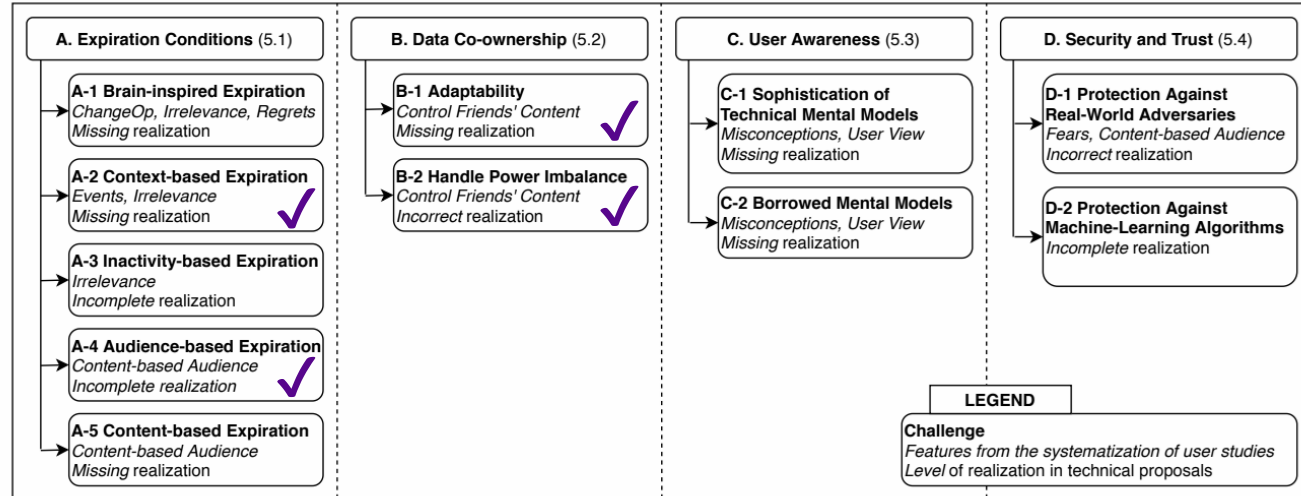 A. Expiration Conditions (5.1)
A-1 Brain-inspired Expiration
ChangeOp, Irrelevance, Regrets
Missing realization
A-2 Context-based Expiration
Events, Irrelevance
Missing realization
A-3 Inactivity-based Expiration
Irrelevance
Incomplete realization
A-4 Audience-based Expiration
Content-based Audience
Incomplete realization
A-5 Content-based Expiration
Content-based Audience
Missing realization
B. Data Co-ownership (5.2)
B-1 Adaptability
Control Friends' Content
Missing realization
B-2 Handle Power Imbalance
Control Friends' Content
Incorrect realization
C. User Awareness (5.3)
C-1 Sophistication of
Technical Mental Models
Misconceptions, User View
Missing realization
C-2 Borrowed Mental Models
Misconceptions, User View
Missing realization
D. Security and Trust (5.4)
D-1 Protection Against
Real-World Adversaries
Fears, Content-based Audience
Incorrect realization
D-2 Protection Against
Machine-Learning Algorithms
Incomplete realization
LEGEND
Challenge
Features from the systematization of user studies
Level of realization in technical proposals